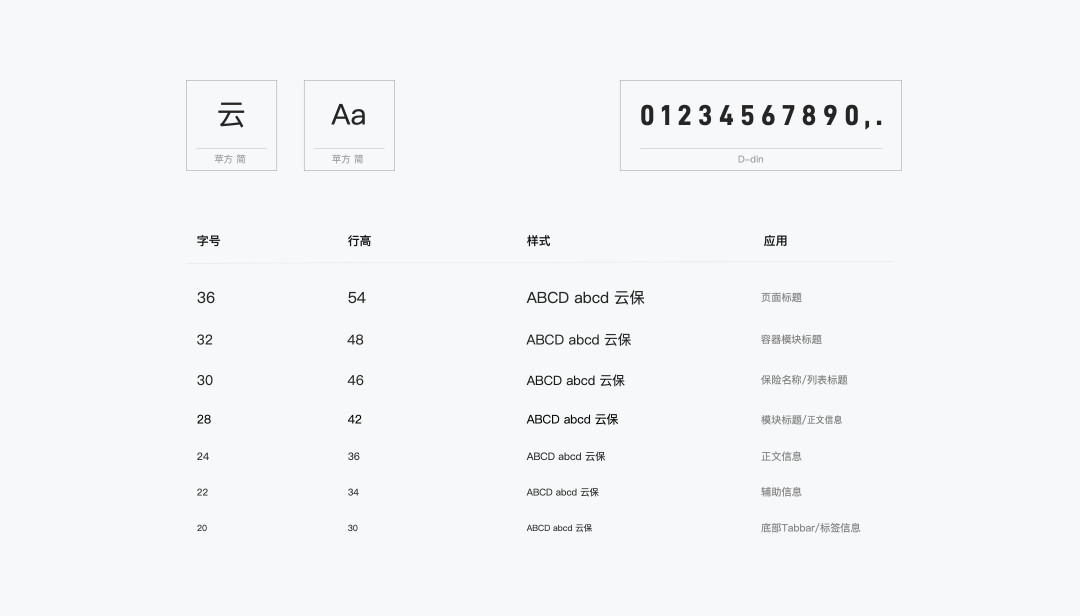 云 Aa 01234567890,.
苹方 简 苹方 简 D-din
字号 行高 样式 应用
36 54 ABCD abcd 云保 页面标题
32 48 ABCD abcd 云保 容器模块标题
30 46 ABCD abcd 云保 保险名称/列表标题
28 42 ABCD abcd 云保 模块标题/正文信息
24 36 ABCD abcd 云保 正文信息
22 34 ABCD abcd 云保 辅助信息
20 30 ABCD abcd 云保 底部Tabbar/标签信息